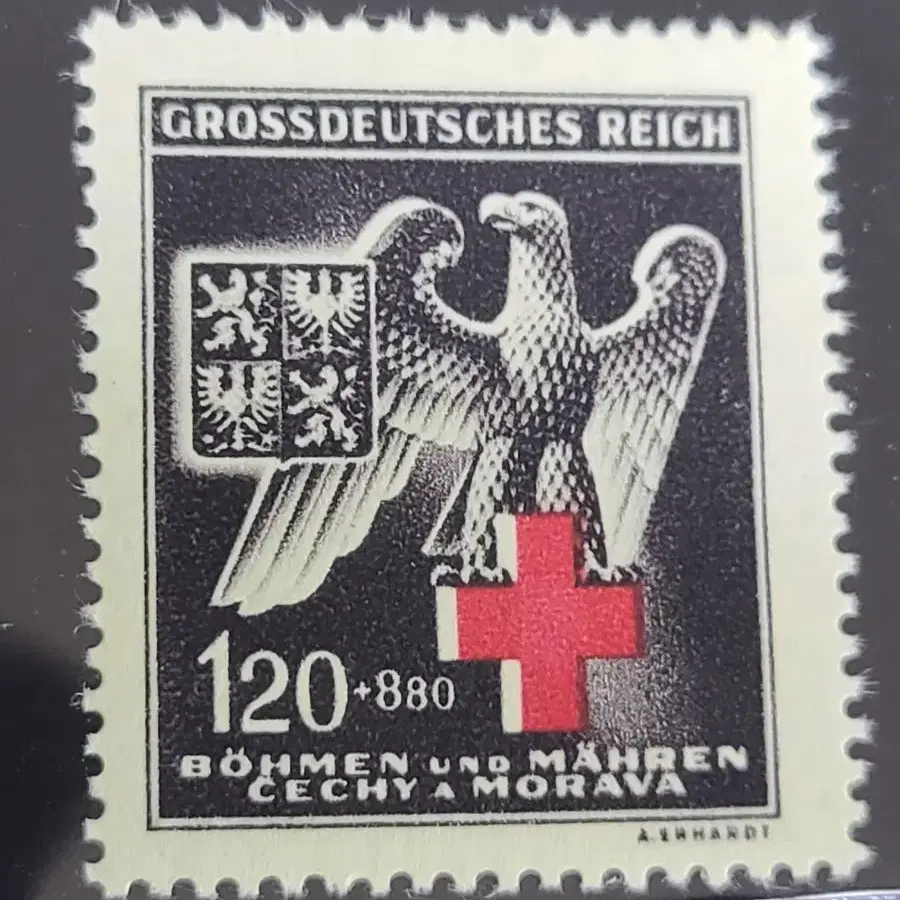 GROSSDEUTSCHES REICH
120+880
BÖHMEN UND MÄHREN
ČECHY A MORAVA
A. ERHARDT